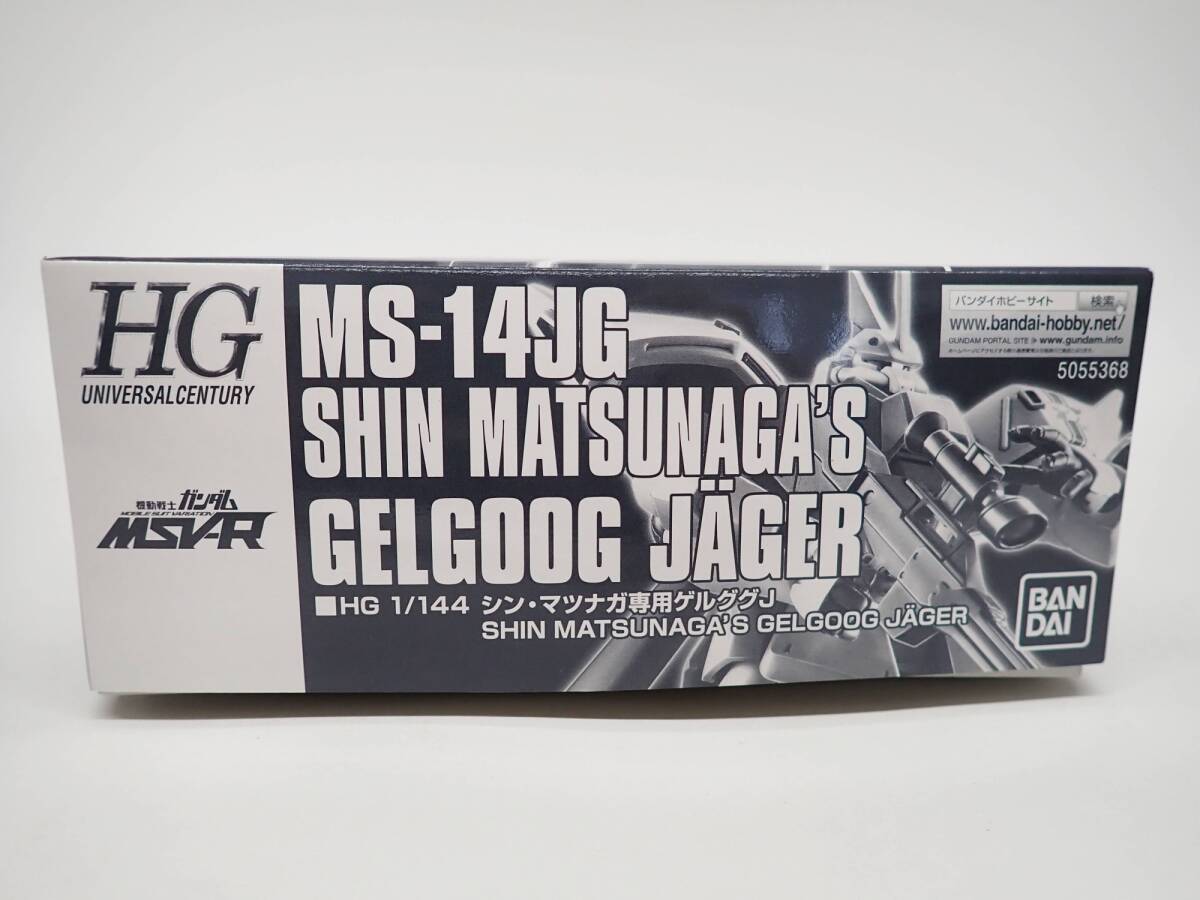 HG
UNIVERSAL CENTURY
機動戦士ガンダム
MOBILE SUIT VARIATION
MSV-R
MS-14JG
SHIN MATSUNAGA'S
GELGOOG JÄGER
■HG 1/144 シン・マツナガ専用ゲルググJ
SHIN MATSUNAGA'S GELGOOG JÄGER
バンダイホビーサイト 検索
www.bandai-hobby.net/
GUNDAM PORTAL SITE www.gundam.info
5055368
BAN
DAI